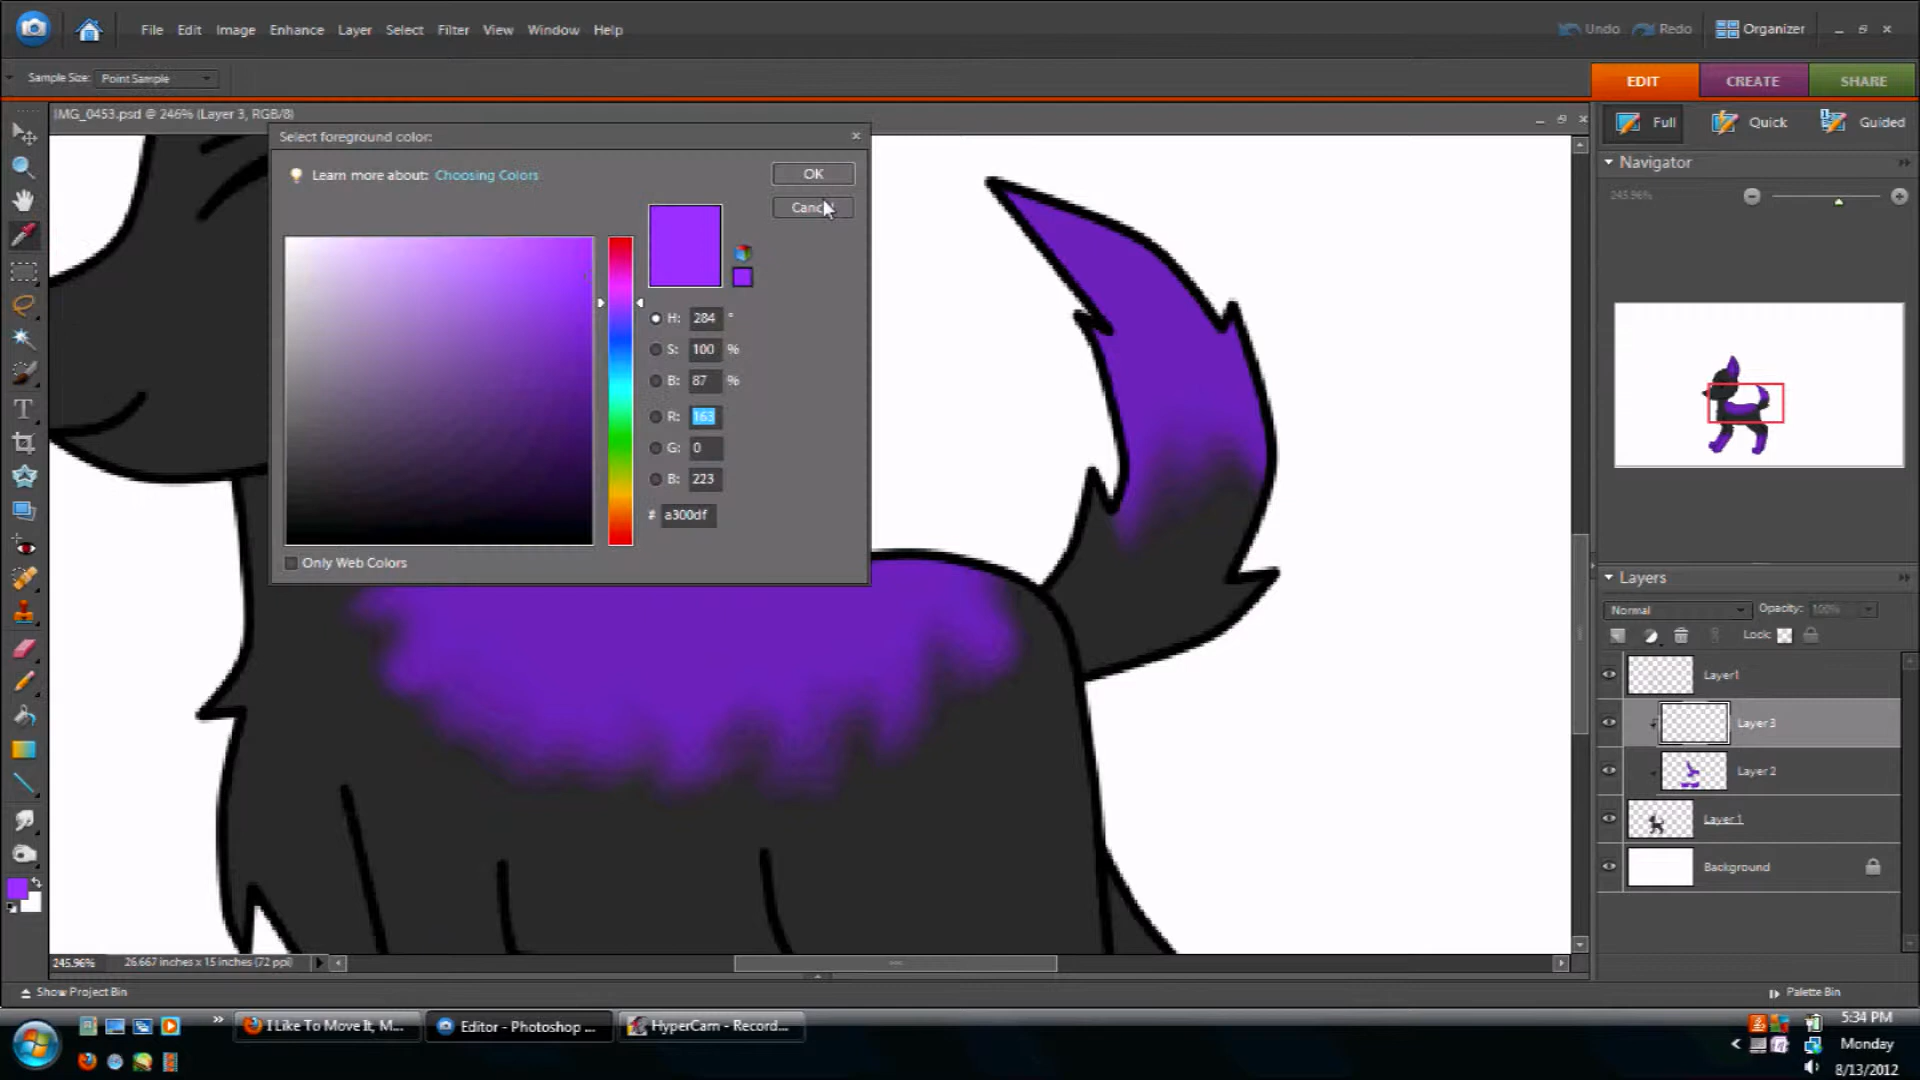 File Edit Image Enhance Layer Select Filter View Window Help
Undo Redo Organizer
Sample Size: Point Sample
EDIT CREATE SHARE
IMG_0453.psd @ 246% (Layer 3, RGB/8)
Full Quick Guided
Select foreground color:
Learn more about: Choosing Colors
OK
Cancel
H: 284 °
S: 100 %
B: 87 %
R: 163
G: 0
B: 223
# a300df
Only Web Colors
Navigator
245.96%
Layers
Normal Opacity: 100%
Lock:
Layer1
Layer 3
Layer 2
Layer 1
Background
245.96% 26.667 inches x 15 inches (72 ppi)
Show Project Bin
Palette Bin
I Like To Move It, M...
Editor - Photoshop ...
HyperCam - Record...
5:34 PM
Monday
8/13/2012